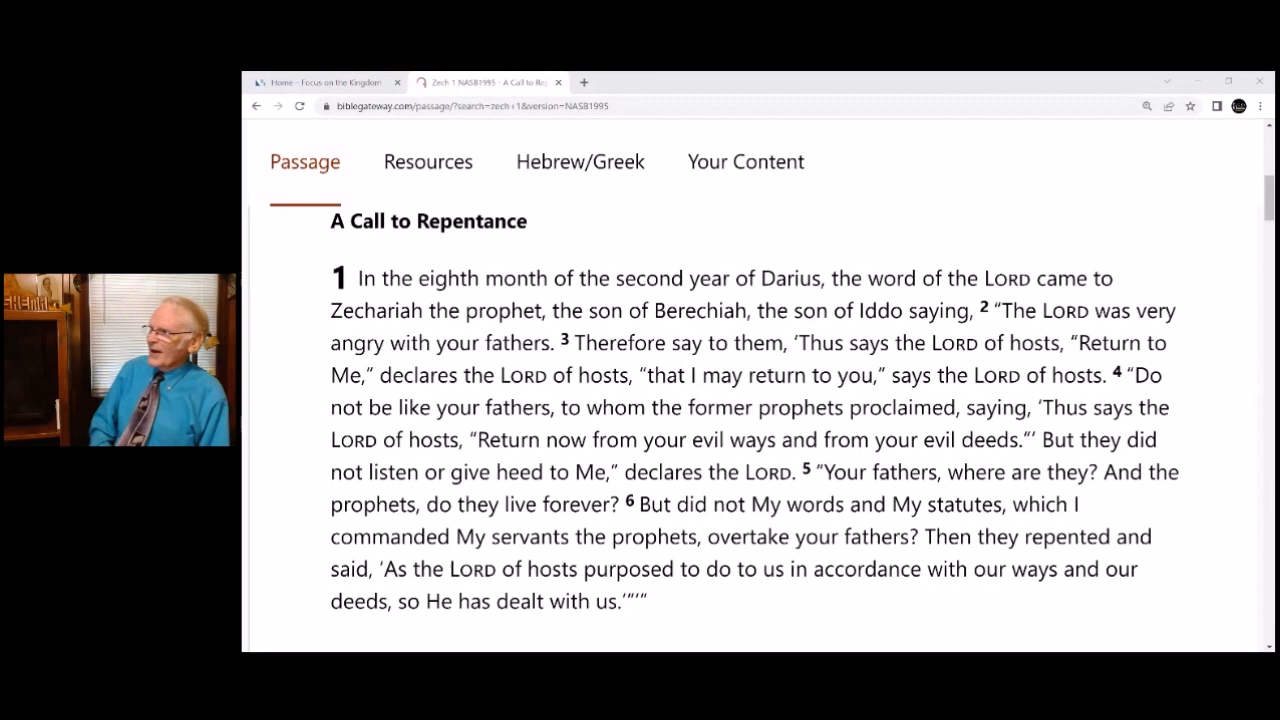 Home – Focus on the Kingdom
Zech 1 NASB1995 - A Call to Re
biblegateway.com/passage/?search=zech+1&version=NASB1995
Passage Resources Hebrew/Greek Your Content
A Call to Repentance
1 In the eighth month of the second year of Darius, the word of the LORD came to
Zechariah the prophet, the son of Berechiah, the son of Iddo saying, 2 “The LORD was very
angry with your fathers. 3 Therefore say to them, ‘Thus says the LORD of hosts, “Return to
Me,” declares the LORD of hosts, “that I may return to you,” says the LORD of hosts. 4 “Do
not be like your fathers, to whom the former prophets proclaimed, saying, ‘Thus says the
LORD of hosts, “Return now from your evil ways and from your evil deeds.”’ But they did
not listen or give heed to Me,” declares the LORD. 5 “Your fathers, where are they? And the
prophets, do they live forever? 6 But did not My words and My statutes, which I
commanded My servants the prophets, overtake your fathers? Then they repented and
said, ‘As the LORD of hosts purposed to do to us in accordance with our ways and our
deeds, so He has dealt with us.’”’”